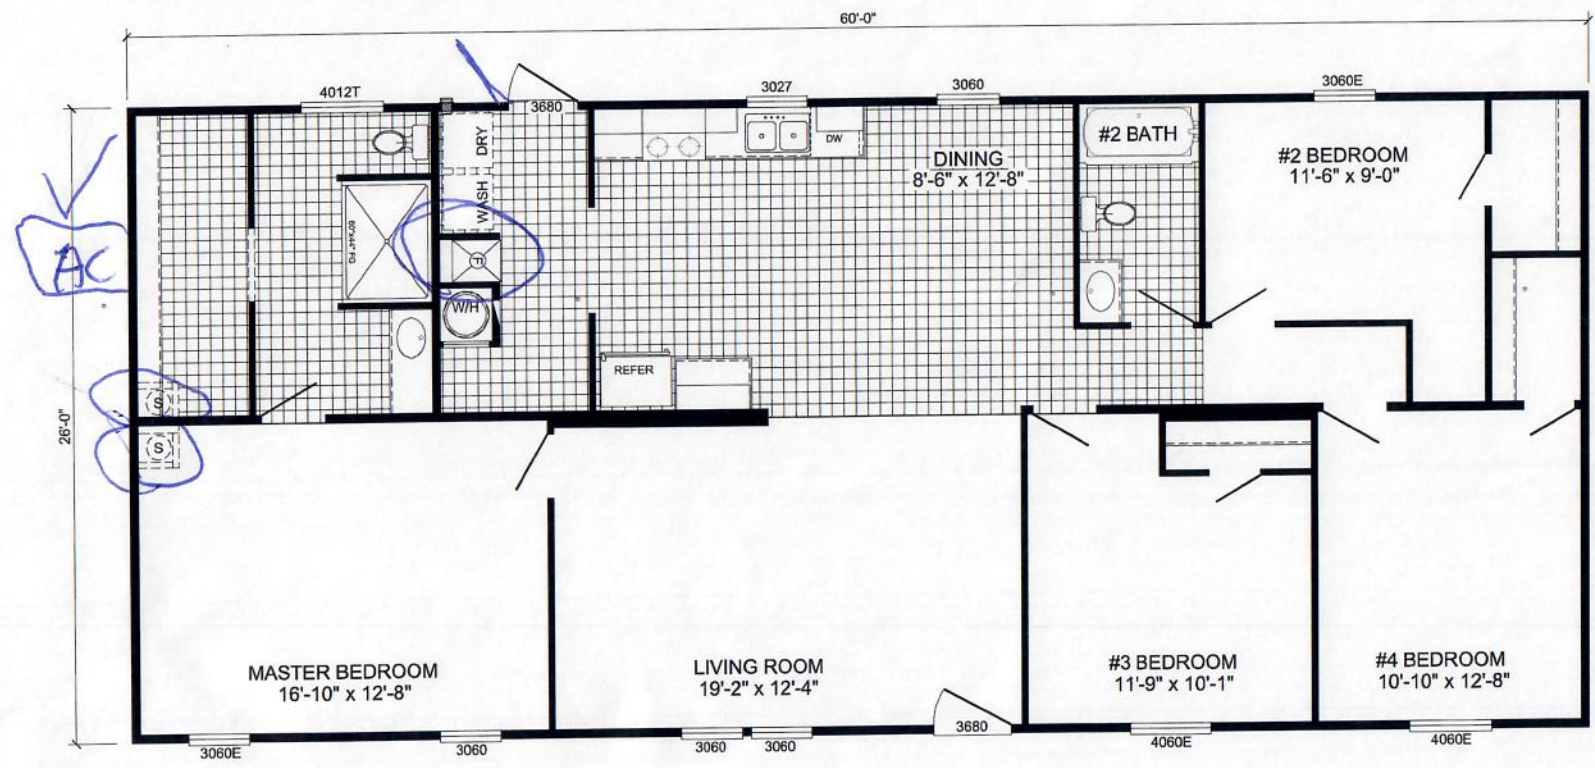 60'-0"
4012T
3680
3027
3060
3060E
DRY
WASH
DW
#2 BATH
DINING
8'-6" x 12'-8"
#2 BEDROOM
11'-6" x 9'-0"
AC
60"x44" FG
F
W/H
REFER
S
S
26'-0"
MASTER BEDROOM
16'-10" x 12'-8"
LIVING ROOM
19'-2" x 12'-4"
#3 BEDROOM
11'-9" x 10'-1"
#4 BEDROOM
10'-10" x 12'-8"
3060E
3060
3060
3060
3680
4060E
4060E